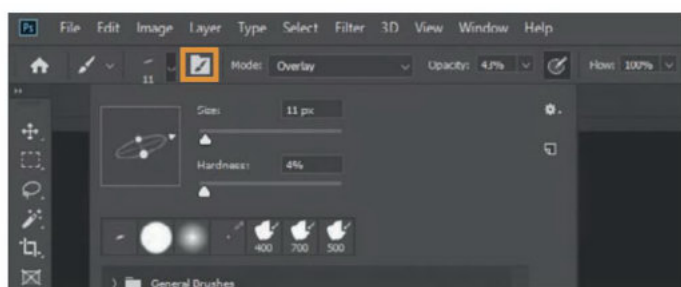 Ps File Edit Image Layer Type Select Filter 3D View Window Help
11 Mode: Overlay Opacity: 43% Flow: 100%
Size: 11 px
Hardness: 4%
400 700 500
General Brushes